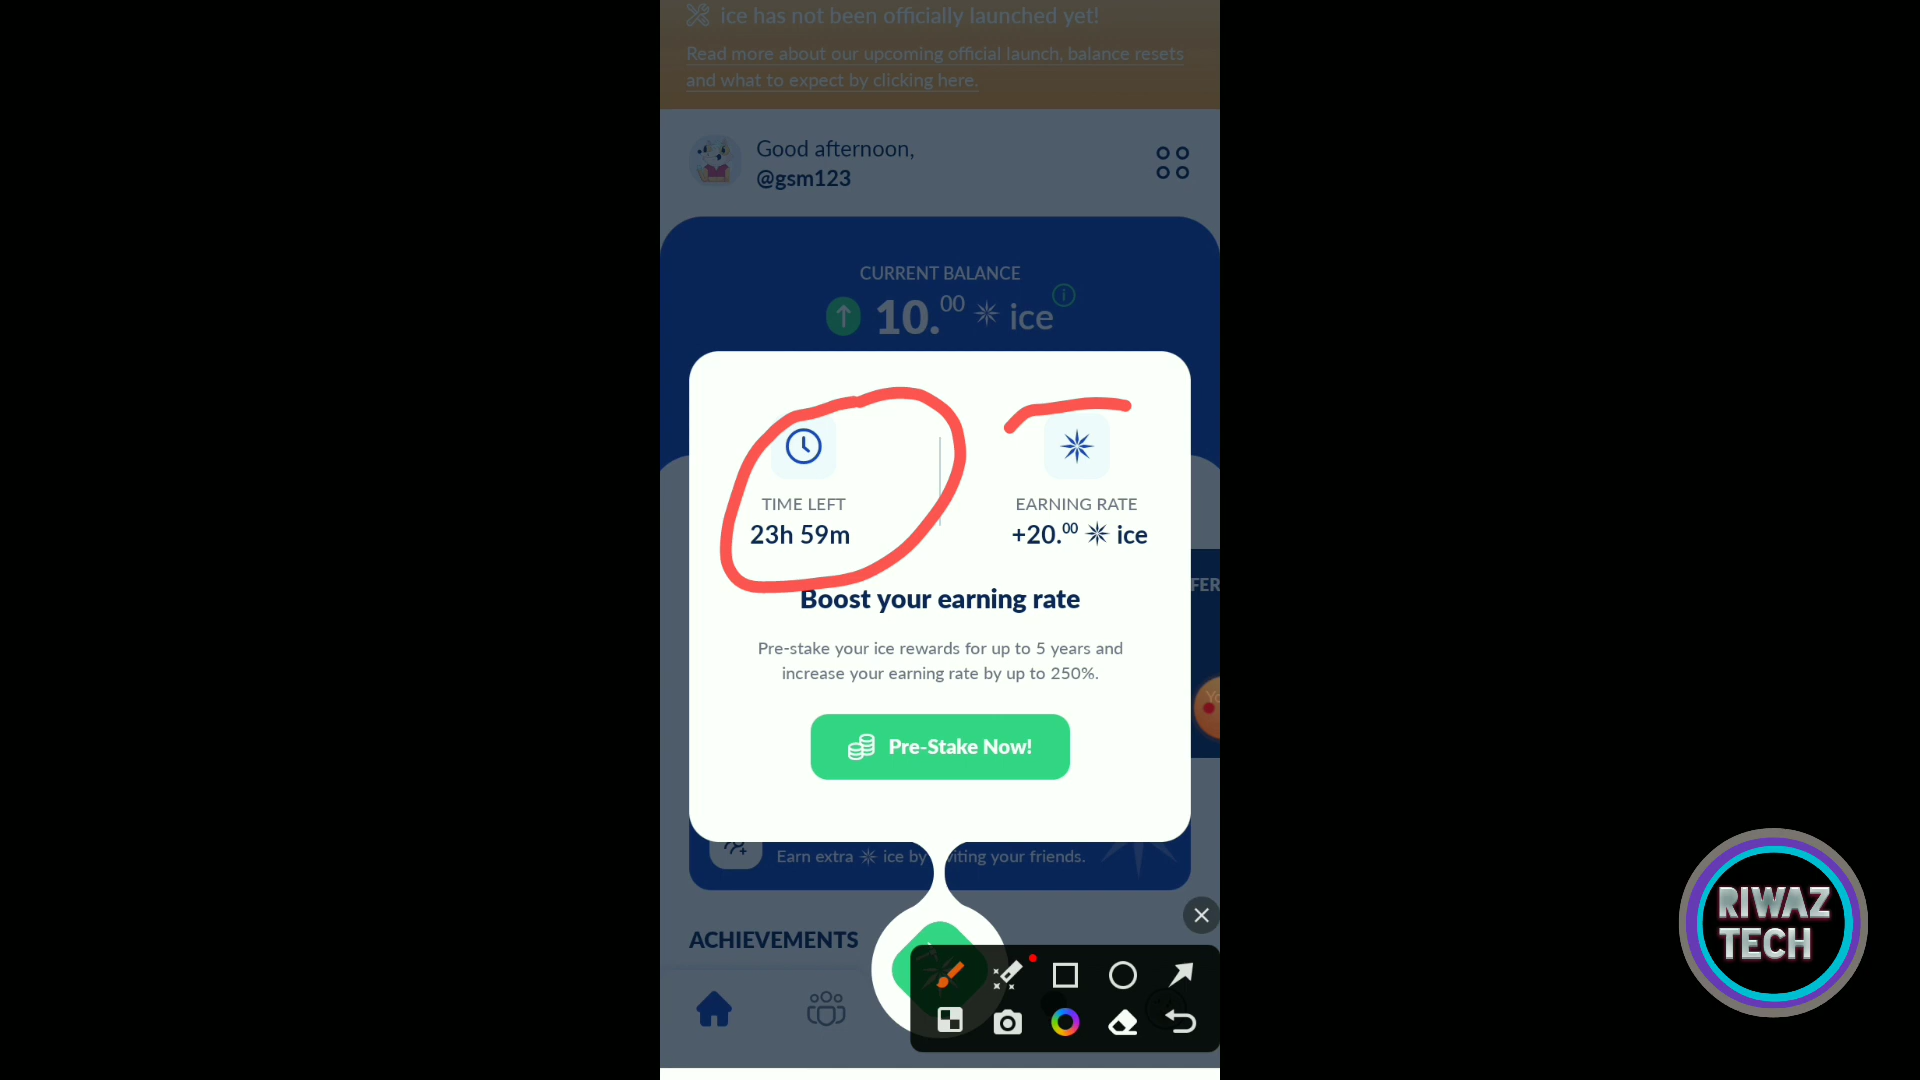 ice has not been officially launched yet!
Read more about our upcoming official launch, balance resets
and what to expect by clicking here.
Good afternoon,
@gsm123
CURRENT BALANCE
10.00 ice
TIME LEFT
23h 59m
EARNING RATE
+20.00 ice
Boost your earning rate
Pre-stake your ice rewards for up to 5 years and
increase your earning rate by up to 250%.
Pre-Stake Now!
Earn extra ice by your friends.
ACHIEVEMENTS
RIWAZ
TECH